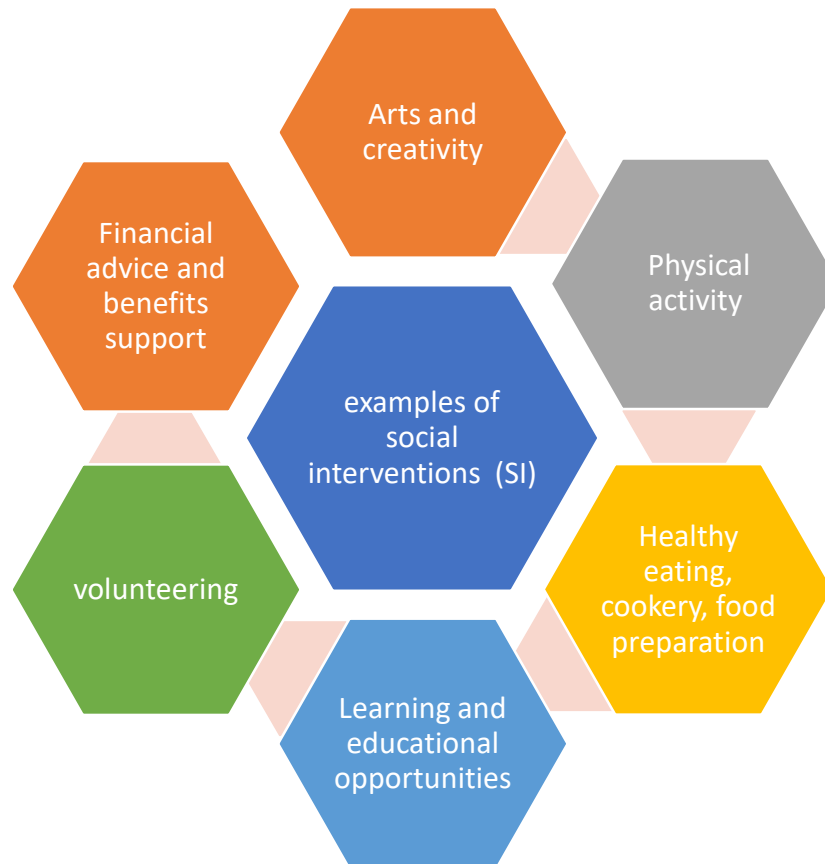 Arts and
creativity
Physical
activity
Healthy
eating,
cookery, food
preparation
Learning and
educational
opportunities
volunteering
Financial
advice and
benefits
support
examples of
social
interventions  (SI)